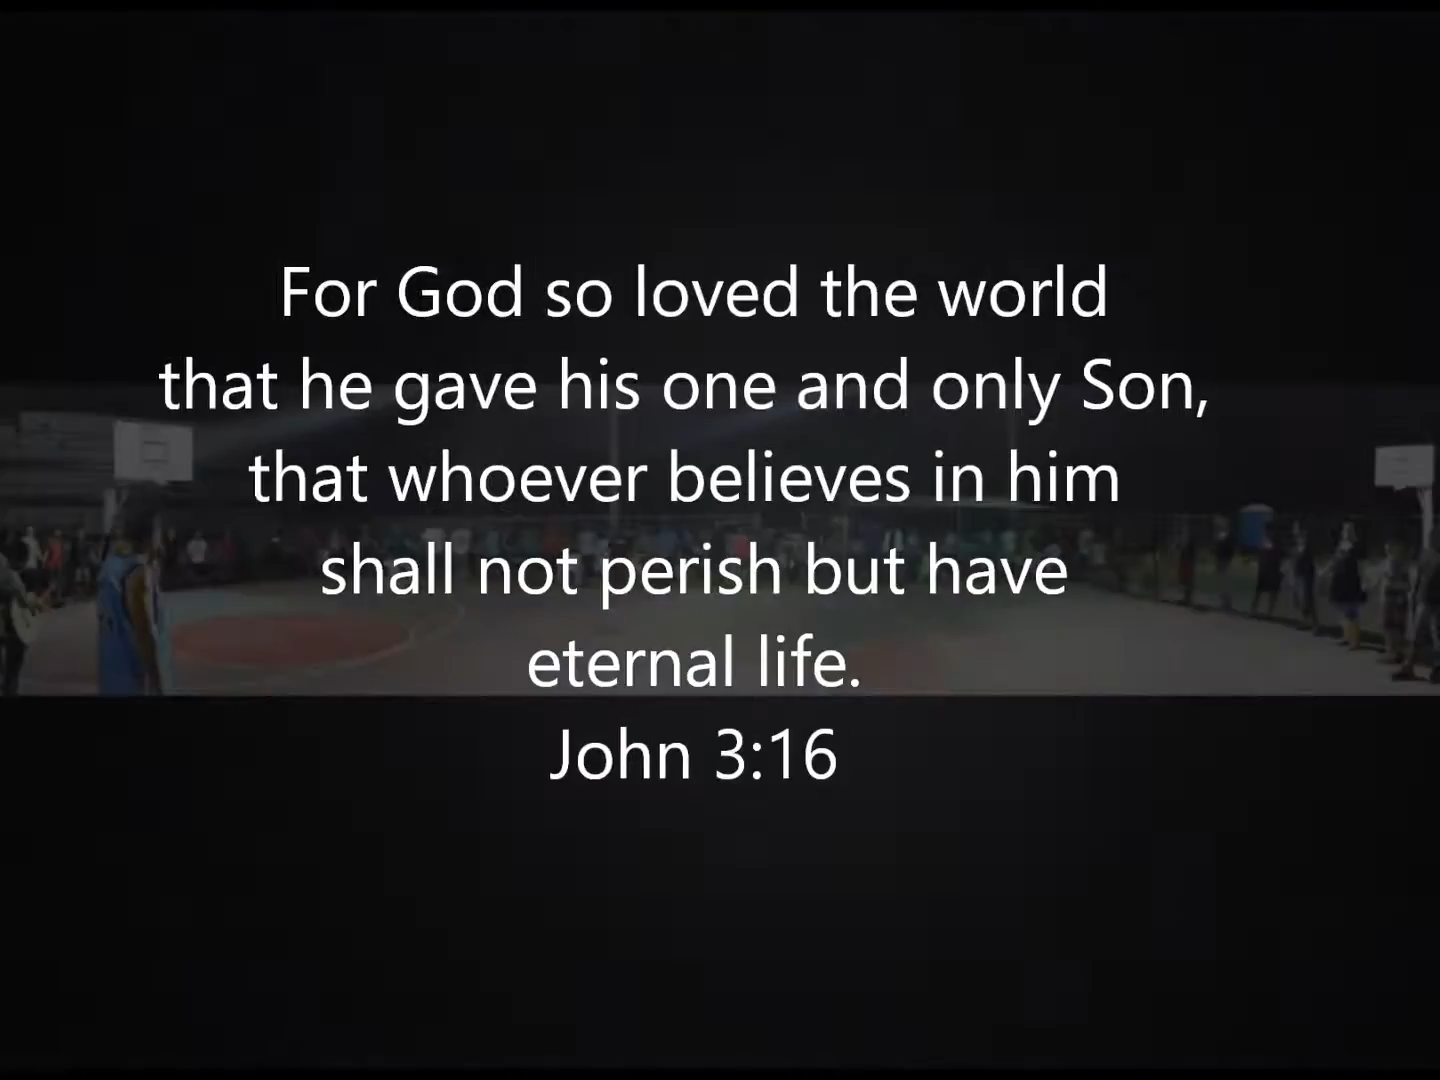 For God so loved the world
that he gave his one and only Son,
that whoever believes in him
shall not perish but have
eternal life.
John 3:16